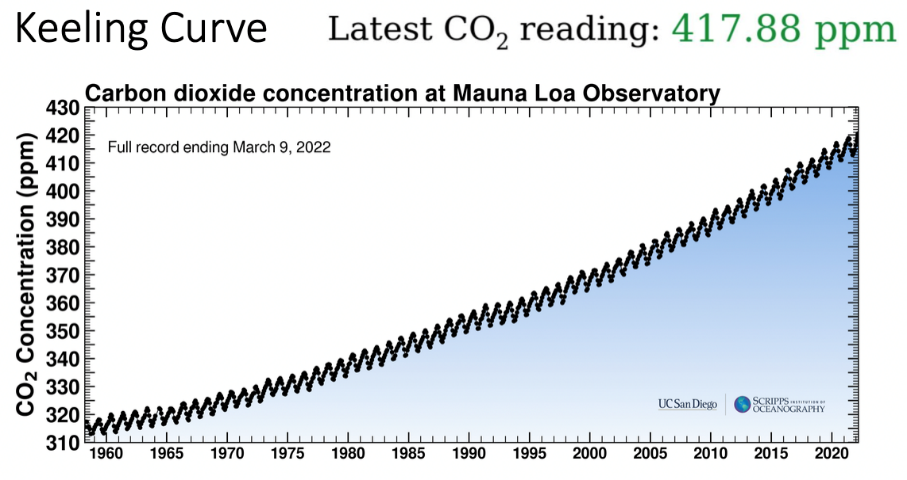 Keeling Curve
Latest CO₂ reading: 417.88 ppm
Carbon dioxide concentration at Mauna Loa Observatory
Full record ending March 9, 2022
CO₂ Concentration (ppm)
430
420
410
400
390
380
370
360
350
340
330
320
310
UC San Diego
SCRIPPS INSTITUTION OF
OCEANOGRAPHY
1960 1965 1970 1975 1980 1985 1990 1995 2000 2005 2010 2015 2020